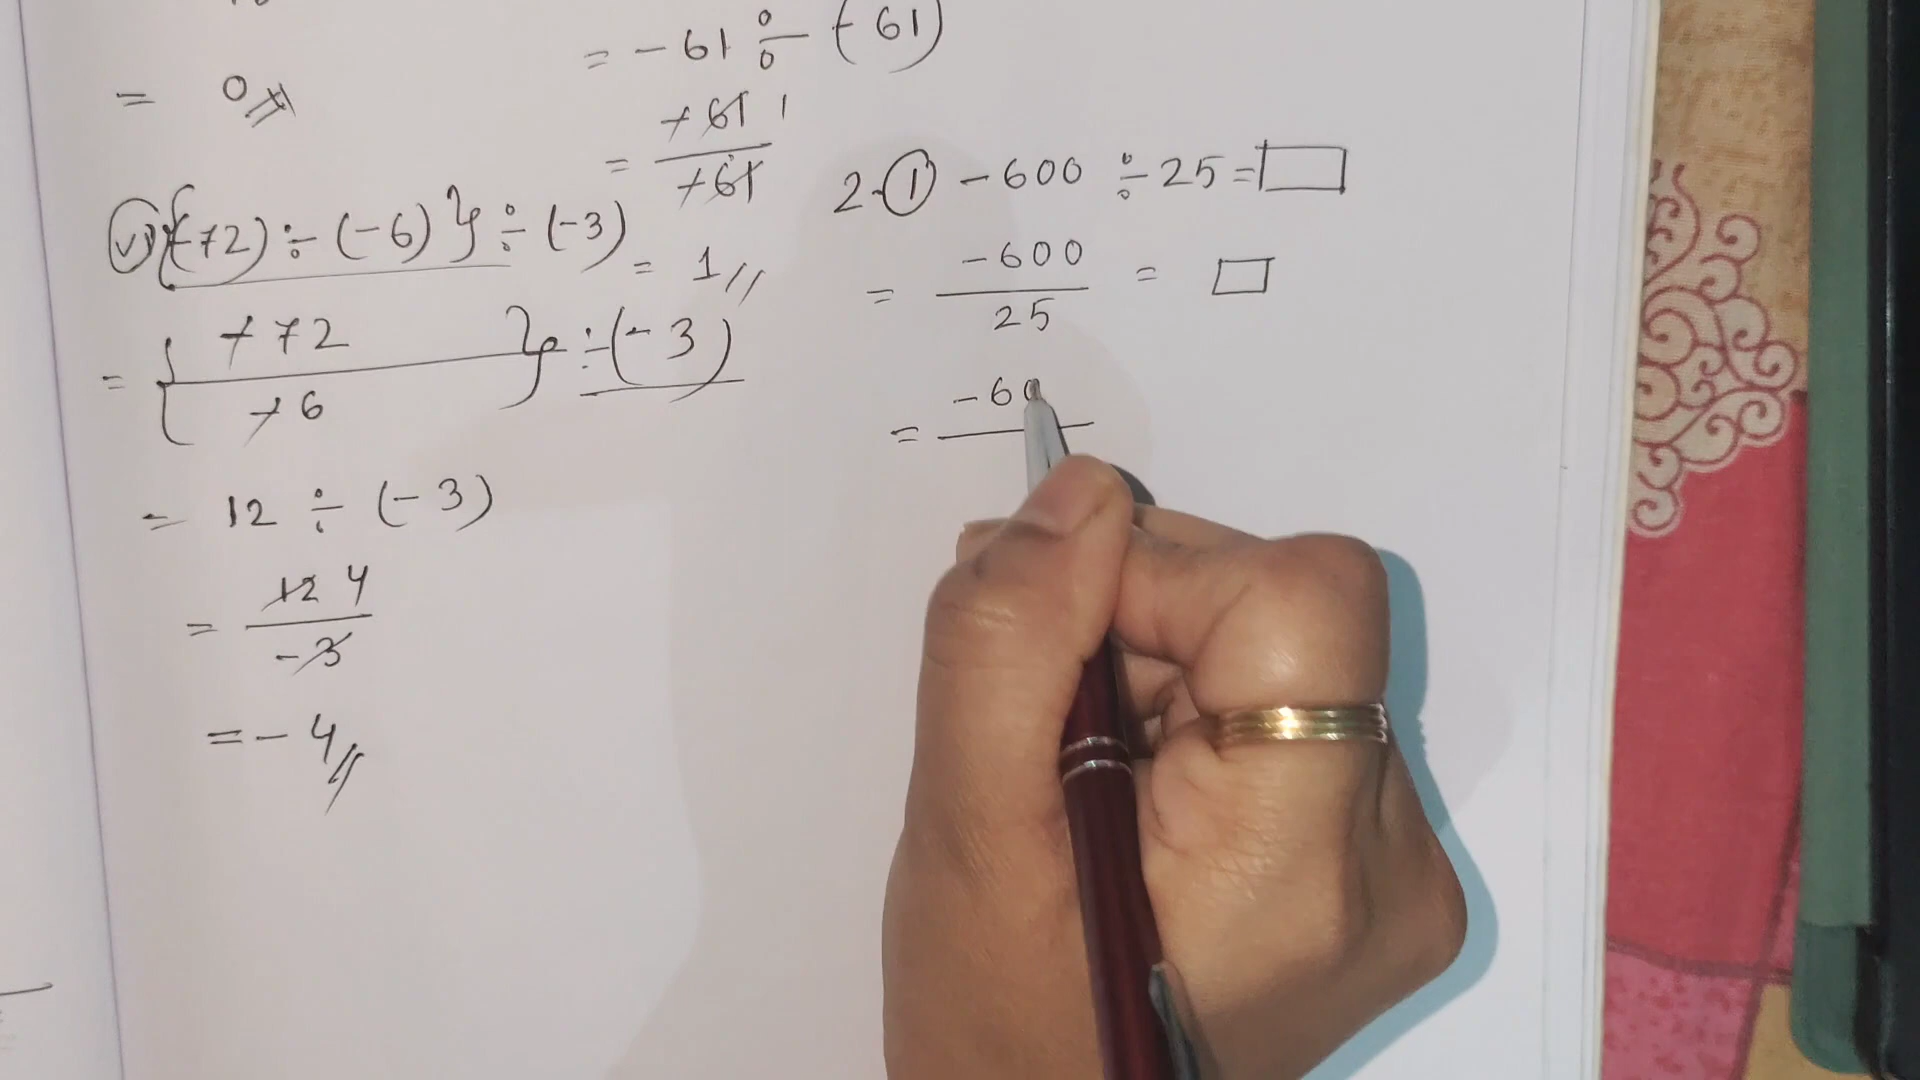 = 0
= -61 ÷ (-61)
= +61 1 / +61
= 1 //
(v) {(-72) ÷ (-6)} ÷ (-3)
= { +72 / +6 } ÷ (-3)
= 12 ÷ (-3)
= 12 4 / -3
= -4 //
2. (1) -600 ÷ 25 = □
= -600 / 25 = □
= -60